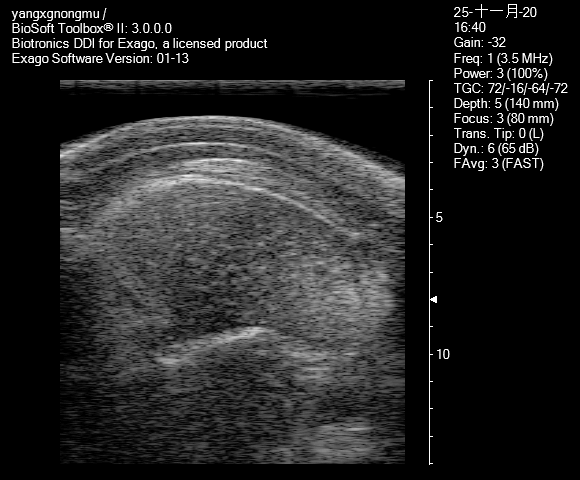 yangxgnongmu /
BioSoft Toolbox® II: 3.0.0.0
Biotronics DDI for Exago, a licensed product
Exago Software Version: 01-13
25-十一月-20
16:40
Gain: -32
Freq: 1 (3.5 MHz)
Power: 3 (100%)
TGC: 72/-16/-64/-72
Depth: 5 (140 mm)
Focus: 3 (80 mm)
Trans. Tip: 0 (L)
Dyn.: 6 (65 dB)
FAvg: 3 (FAST)
5
10